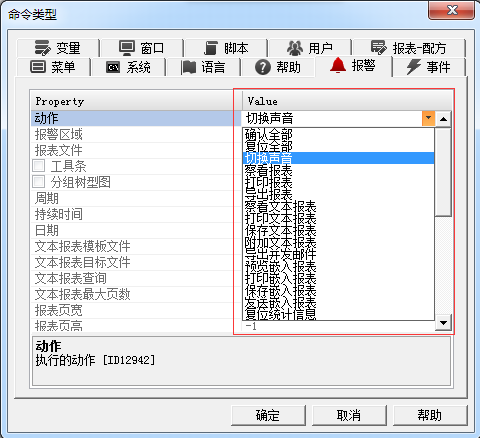 命令类型
变量 窗口 脚本 用户 报表-配方
菜单 系统 语言 帮助 报警 事件
Property Value
动作 切换声音
报警区域
报表文件
工具条
分组树型图
周期
持续时间
日期
文本报表模板文件
文本报表目标文件
文本报表查询
文本报表最大页数
报表页宽
报表页高 -1
确认全部
复位全部
切换声音
察看报表
打印报表
导出报表
察看文本报表
打印文本报表
保存文本报表
附加文本报表
导出并发邮件
预览嵌入报表
打印嵌入报表
保存嵌入报表
发送嵌入报表
复位统计信息
动作
执行的动作 [ID12942]
确定 取消 帮助